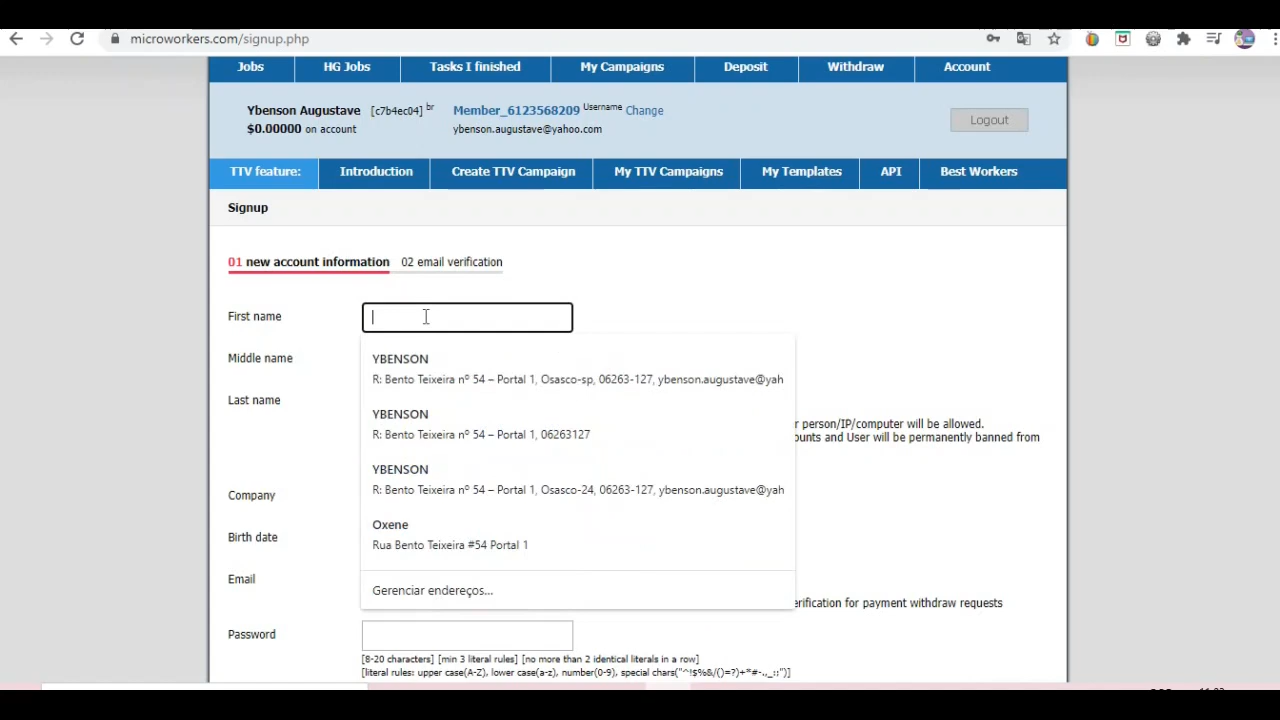 microworkers.com/signup.php
Jobs HG Jobs Tasks I finished My Campaigns Deposit Withdraw Account
Ybenson Augustave [c7b4ec04] br Member_6123568209 Username Change
$0.00000 on account ybenson.augustave@yahoo.com
Logout
TTV feature: Introduction Create TTV Campaign My TTV Campaigns My Templates API Best Workers
Signup
01 new account information 02 email verification
First name
YBENSON
Middle name
R: Bento Teixeira nº 54 – Portal 1, Osasco-sp, 06263-127, ybenson.augustave@yah
Last name
YBENSON
person/IP/computer will be allowed.
R: Bento Teixeira nº 54 – Portal 1, 06263127
and User will be permanently banned from
YBENSON
R: Bento Teixeira nº 54 – Portal 1, Osasco-24, 06263-127, ybenson.augustave@yah
Company
Oxene
Birth date
Rua Bento Teixeira #54 Portal 1
Email
Gerenciar endereços...
for payment withdraw requests
Password
[8-20 characters] [min 3 literal rules] [no more than 2 identical literals in a row]
[literal rules: upper case(A-Z), lower case(a-z), number(0-9), special chars("^!$%&/()=?)+*#-.,_:;")]